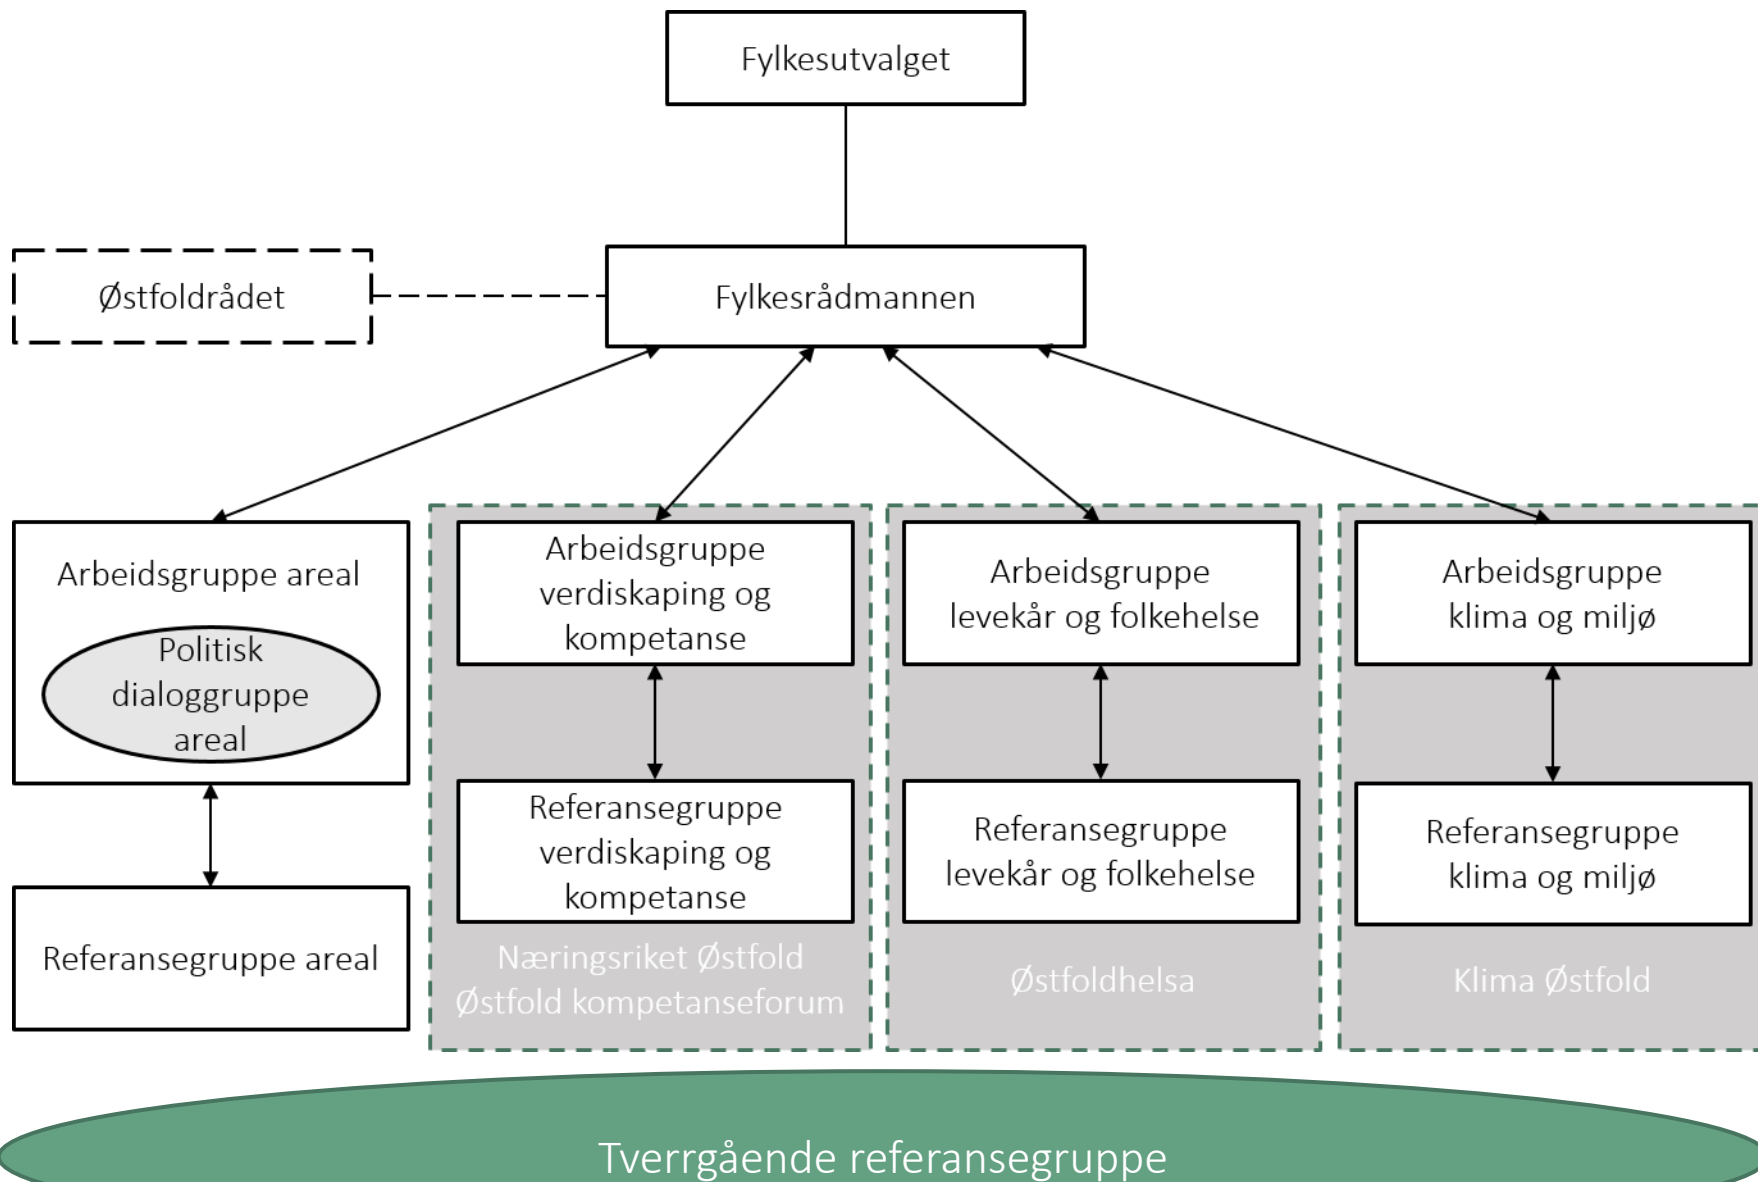 Fylkesutvalget
Østfoldrådet
Fylkesrådmannen
Arbeidsgruppe areal
Politisk
dialoggruppe
areal
Referansegruppe areal
Arbeidsgruppe
verdiskaping og
kompetanse
Referansegruppe
verdiskaping og
kompetanse
Næringsriket Østfold
Østfold kompetanseforum
Arbeidsgruppe
levekår og folkehelse
Referansegruppe
levekår og folkehelse
Østfoldhelsa
Arbeidsgruppe
klima og miljø
Referansegruppe
klima og miljø
Klima Østfold
Tverrgående referansegruppe